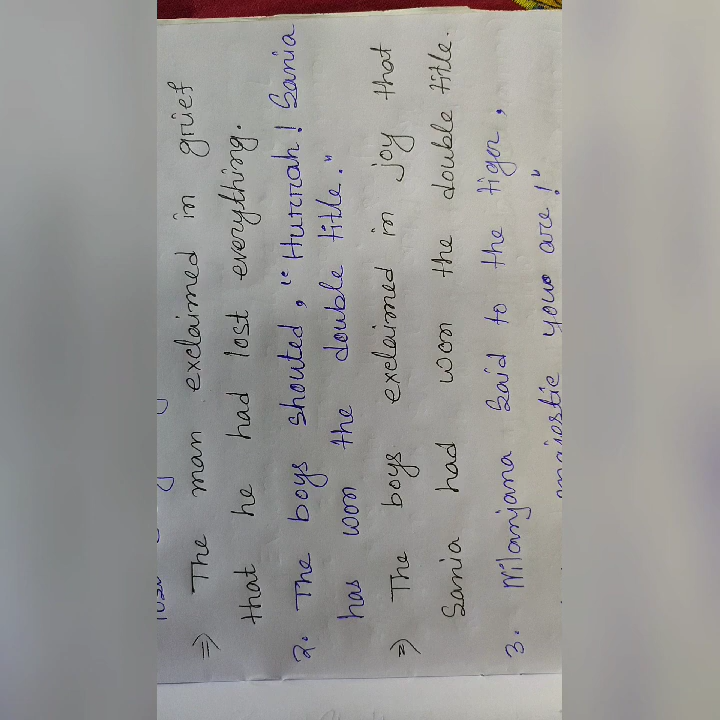 ⇒ The man exclaimed in grief
that he had lost everything.
2. The boys shouted, "Hurrah! Sania
has won the double title."
⇒ The boys exclaimed in joy that
Sania had won the double title.
3. Nilanjana said to the tiger,
you are!"